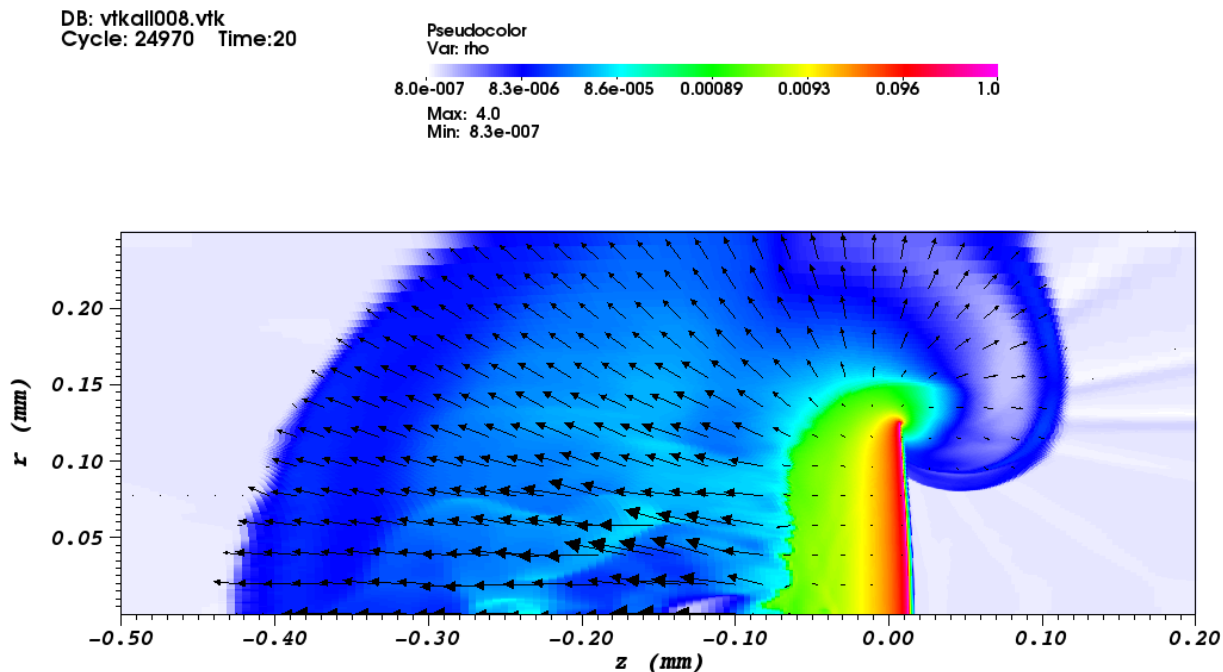 DB: vtkall008.vtk
Cycle: 24970 Time:20
Pseudocolor
Var: rho
8.0e-007 8.3e-006 8.6e-005 0.00089 0.0093 0.096 1.0
Max: 4.0
Min: 8.3e-007
0.20
0.15
0.10
0.05
r (mm)
-0.50 -0.40 -0.30 -0.20 -0.10 0.00 0.10 0.20
z (mm)